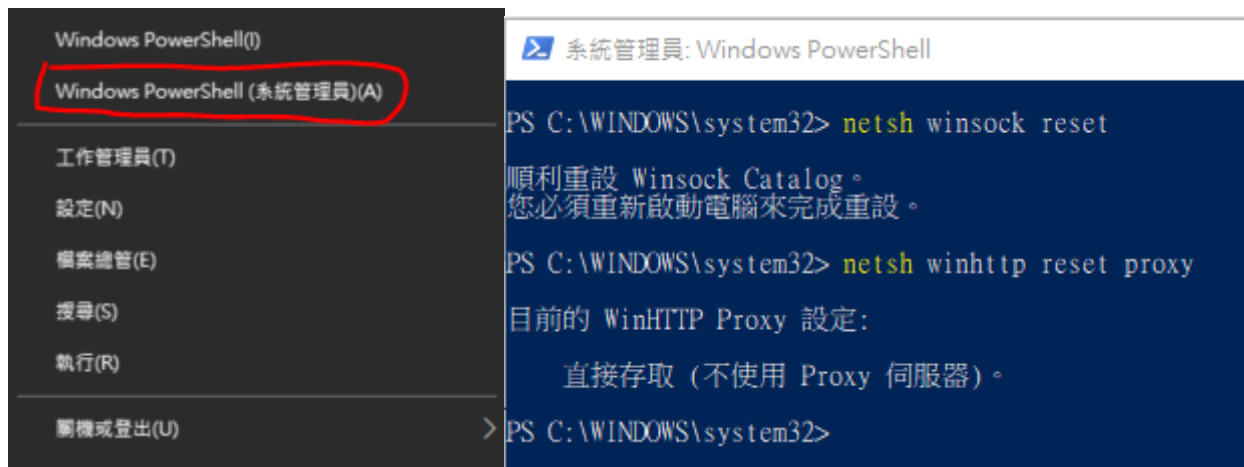 Windows PowerShell(I)
Windows PowerShell (系統管理員)(A)
工作管理員(T)
設定(N)
檔案總管(E)
搜尋(S)
執行(R)
關機或登出(U)
系統管理員: Windows PowerShell
PS C:\WINDOWS\system32> netsh winsock reset
順利重設 Winsock Catalog。
您必須重新啟動電腦來完成重設。
PS C:\WINDOWS\system32> netsh winhttp reset proxy
目前的 WinHTTP Proxy 設定:
直接存取 (不使用 Proxy 伺服器)。
PS C:\WINDOWS\system32>